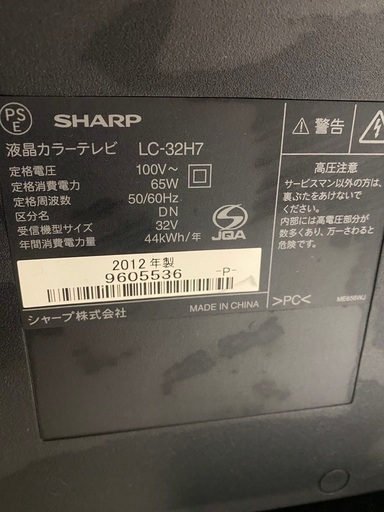 PS
E
SHARP
液晶カラーテレビ LC-32H7
定格電圧 100V～
定格消費電力 65W
定格周波数 50/60Hz
区分名 DN
受信機型サイズ 32V
年間消費電力量 44kWh/年
JQA
2012年製
9605536 -P-
シャープ株式会社
MADE IN CHINA
⚠警告
高圧注意
サービスマン以外の方は、
裏ぶたをあけないで
ください。
内部には高電圧部分が
数多くあり、万一さわると
危険です。
>PC<